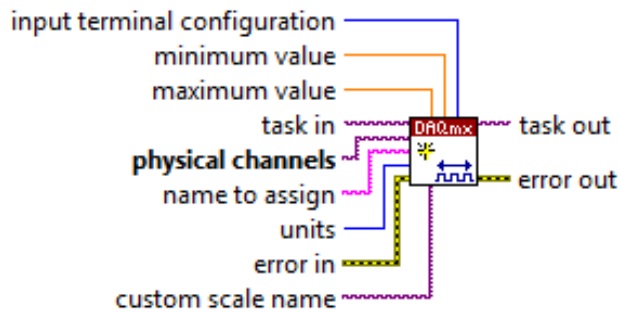 input terminal configuration
minimum value
maximum value
task in
DAQmx
task out
physical channels
name to assign
error out
units
error in
custom scale name